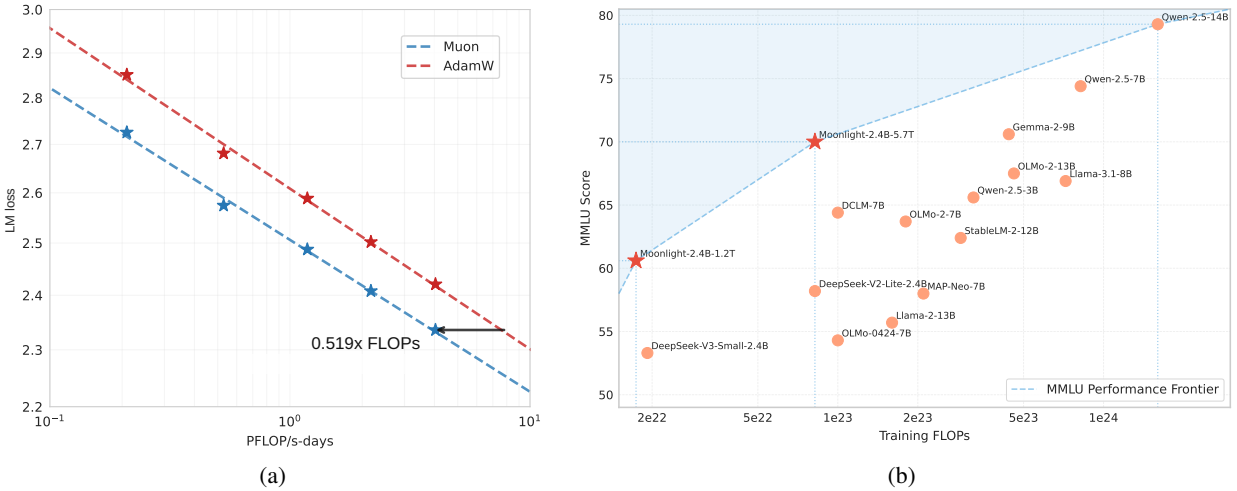 3.0
2.9
2.8
2.7
2.6
2.5
2.4
2.3
2.2
LM loss
Muon
AdamW
0.519x FLOPs
10⁻¹
10⁰
10¹
PFLOP/s-days
(a)
80
75
70
65
60
55
50
MMLU Score
Qwen-2.5-14B
Qwen-2.5-7B
Gemma-2-9B
Moonlight-2.4B-5.7T
OLMo-2-13B
Llama-3.1-8B
Qwen-2.5-3B
DCLM-7B
OLMo-2-7B
StableLM-2-12B
Moonlight-2.4B-1.2T
DeepSeek-V2-Lite-2.4B
MAP-Neo-7B
Llama-2-13B
OLMo-0424-7B
DeepSeek-V3-Small-2.4B
MMLU Performance Frontier
2e22
5e22
1e23
2e23
5e23
1e24
Training FLOPs
(b)